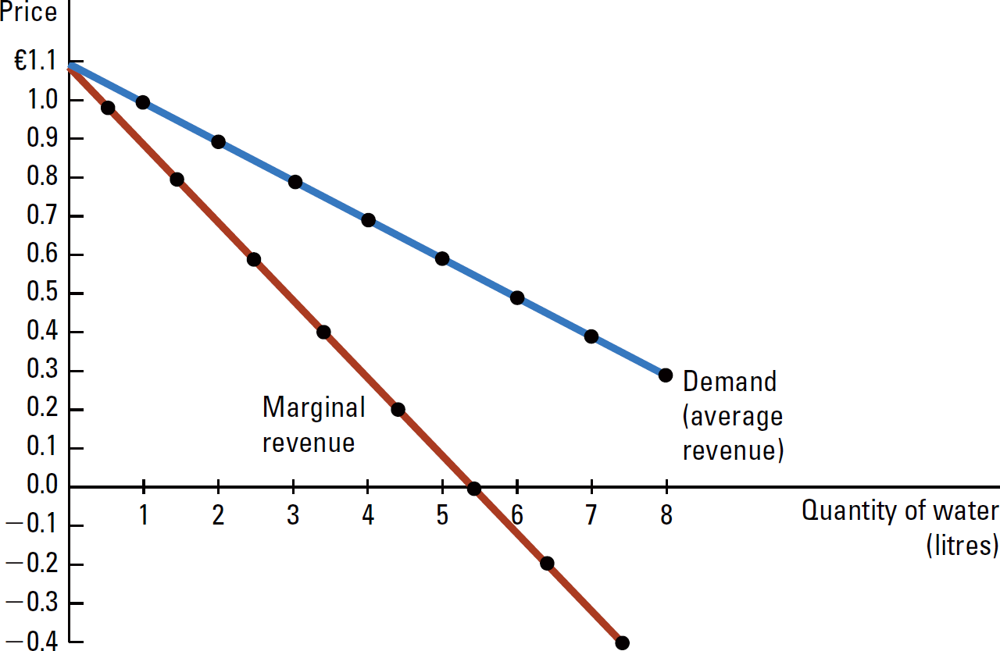 Price
€1.1
1.0
0.9
0.8
0.7
0.6
0.5
0.4
0.3
0.2
0.1
0.0
−0.1
−0.2
−0.3
−0.4
Marginal
revenue
Demand
(average
revenue)
1 2 3 4 5 6 7 8
Quantity of water
(litres)